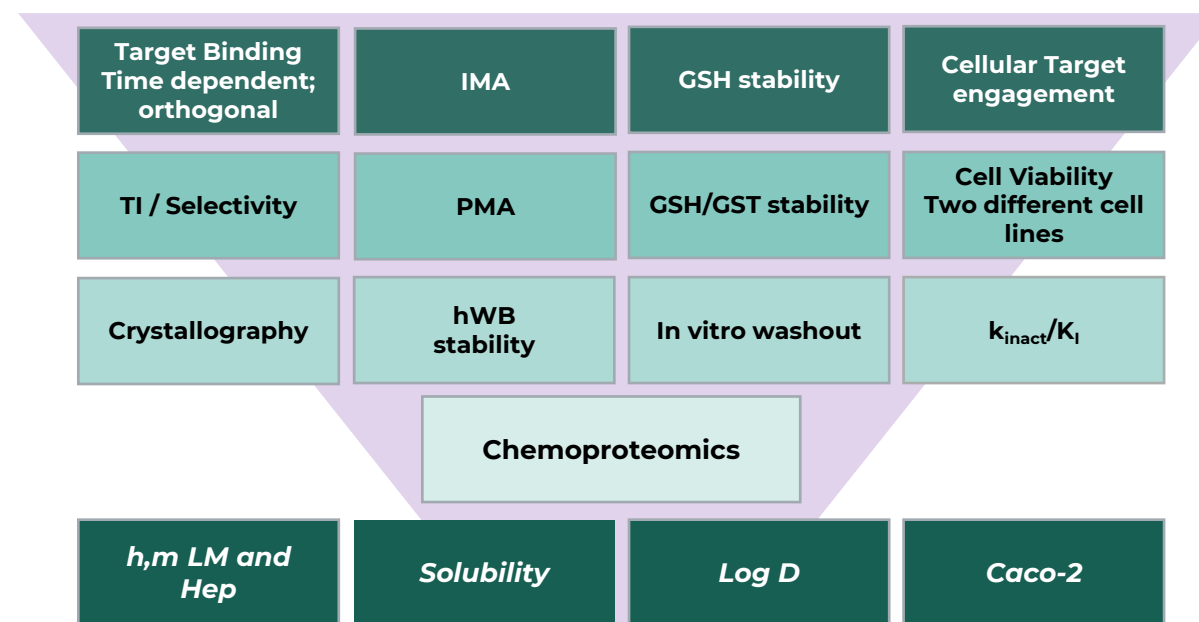 Target Binding
Time dependent;
orthogonal
IMA
GSH stability
Cellular Target
engagement
TI / Selectivity
PMA
GSH/GST stability
Cell Viability
Two different cell
lines
Crystallography
hWB
stability
In vitro washout
kinact/KI
Chemoproteomics
h,m LM and
Hep
Solubility
Log D
Caco-2